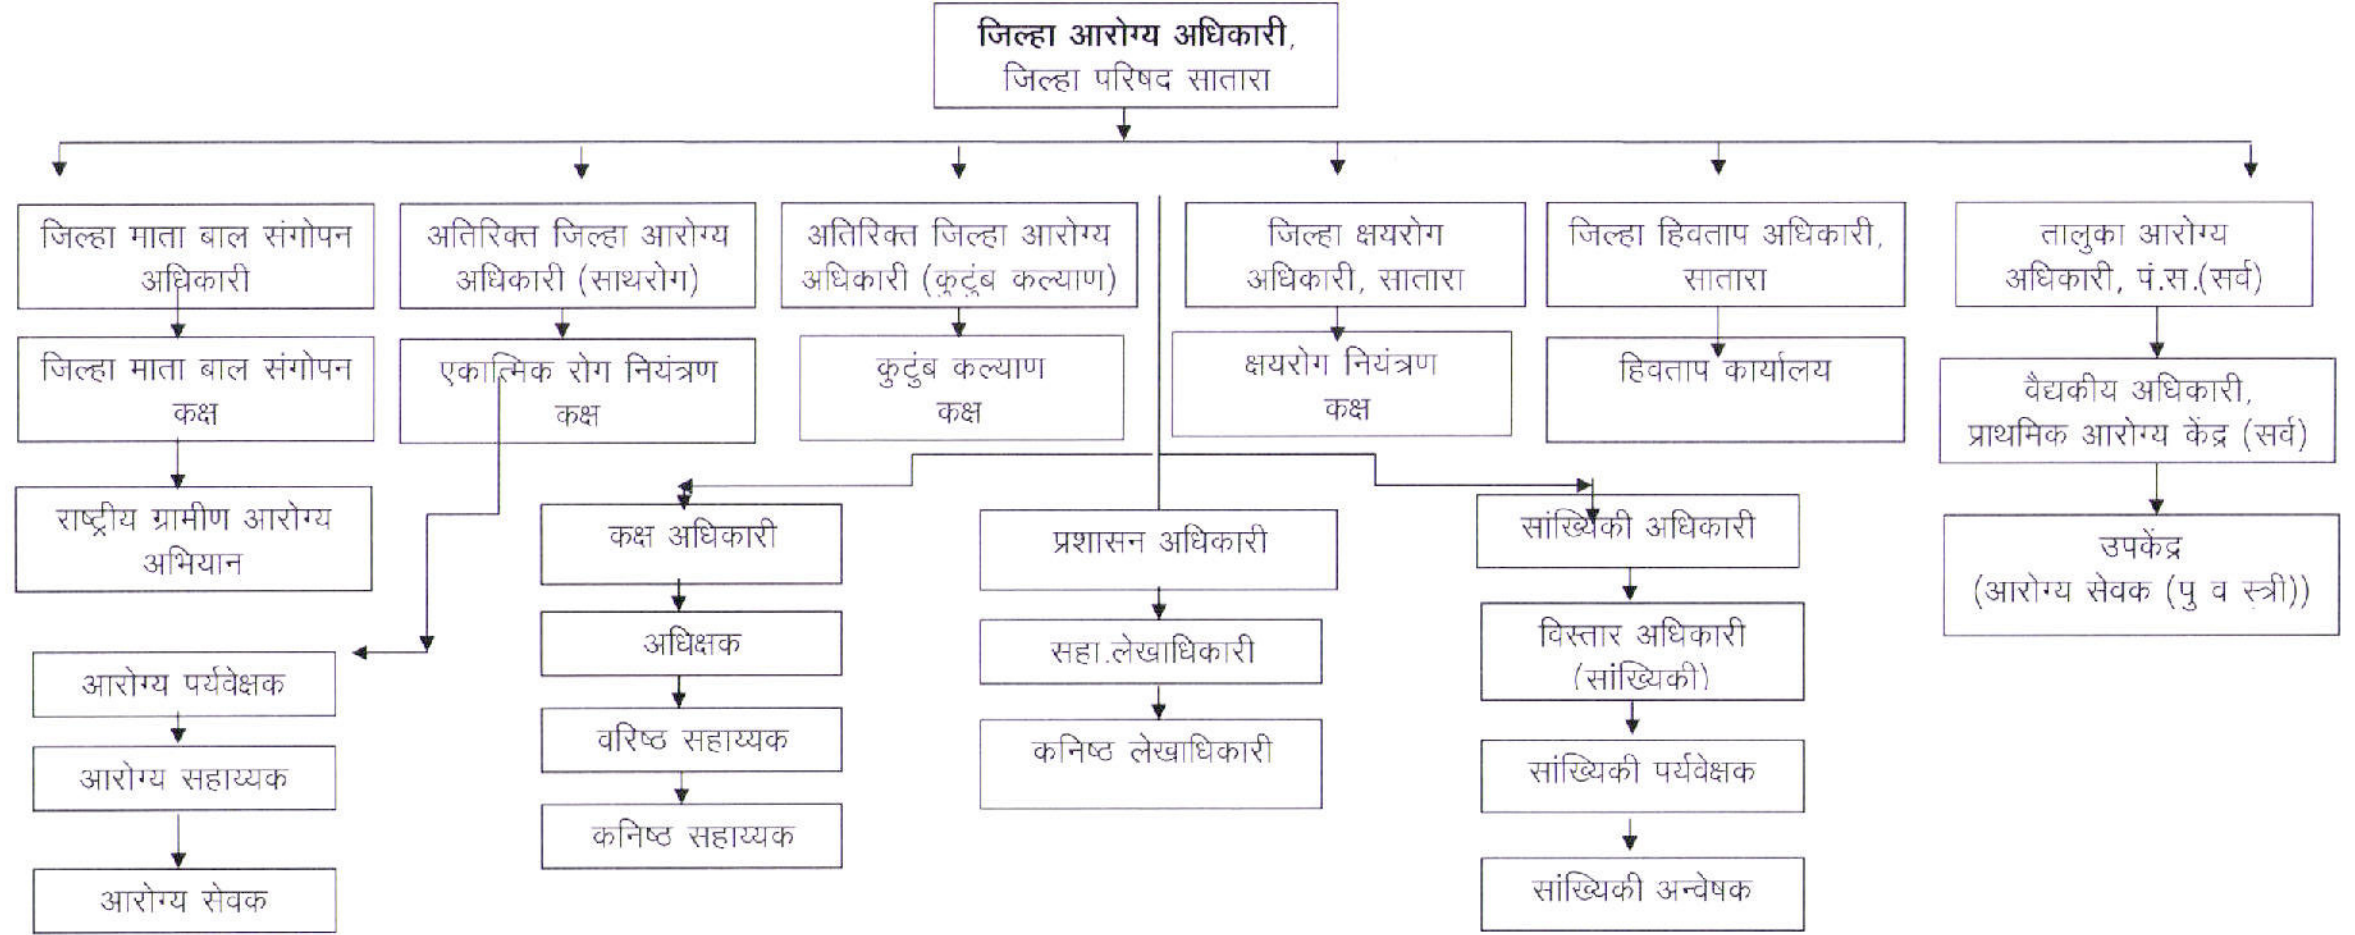 जिल्हा आरोग्य अधिकारी,
जिल्हा परिषद सातारा
जिल्हा माता बाल संगोपन
अधिकारी
अतिरिक्त जिल्हा आरोग्य
अधिकारी (साथरोग)
अतिरिक्त जिल्हा आरोग्य
अधिकारी (कुटुंब कल्याण)
जिल्हा क्षयरोग
अधिकारी, सातारा
जिल्हा हिवताप अधिकारी,
सातारा
तालुका आरोग्य
अधिकारी, पं.स.(सर्व)
जिल्हा माता बाल संगोपन
कक्ष
एकात्मिक रोग नियंत्रण
कक्ष
कुटुंब कल्याण
कक्ष
क्षयरोग नियंत्रण
कक्ष
हिवताप कार्यालय
वैद्यकीय अधिकारी,
प्राथमिक आरोग्य केंद्र (सर्व)
राष्ट्रीय ग्रामीण आरोग्य
अभियान
कक्ष अधिकारी
प्रशासन अधिकारी
सांख्यिकी अधिकारी
उपकेंद्र
(आरोग्य सेवक (पु व स्त्री))
अधिक्षक
सहा.लेखाधिकारी
विस्तार अधिकारी
(सांख्यिकी)
आरोग्य पर्यवेक्षक
वरिष्ठ सहाय्यक
कनिष्ठ लेखाधिकारी
सांख्यिकी पर्यवेक्षक
आरोग्य सहाय्यक
कनिष्ठ सहाय्यक
सांख्यिकी अन्वेषक
आरोग्य सेवक